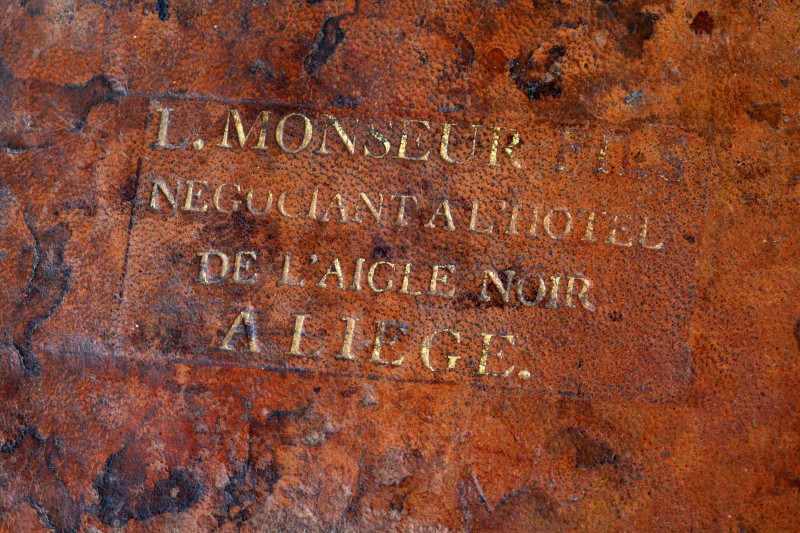 L. MONSEUR FILS
NEGOCIANT A L'HOTEL
DE L'AIGLE NOIR
A LIEGE.